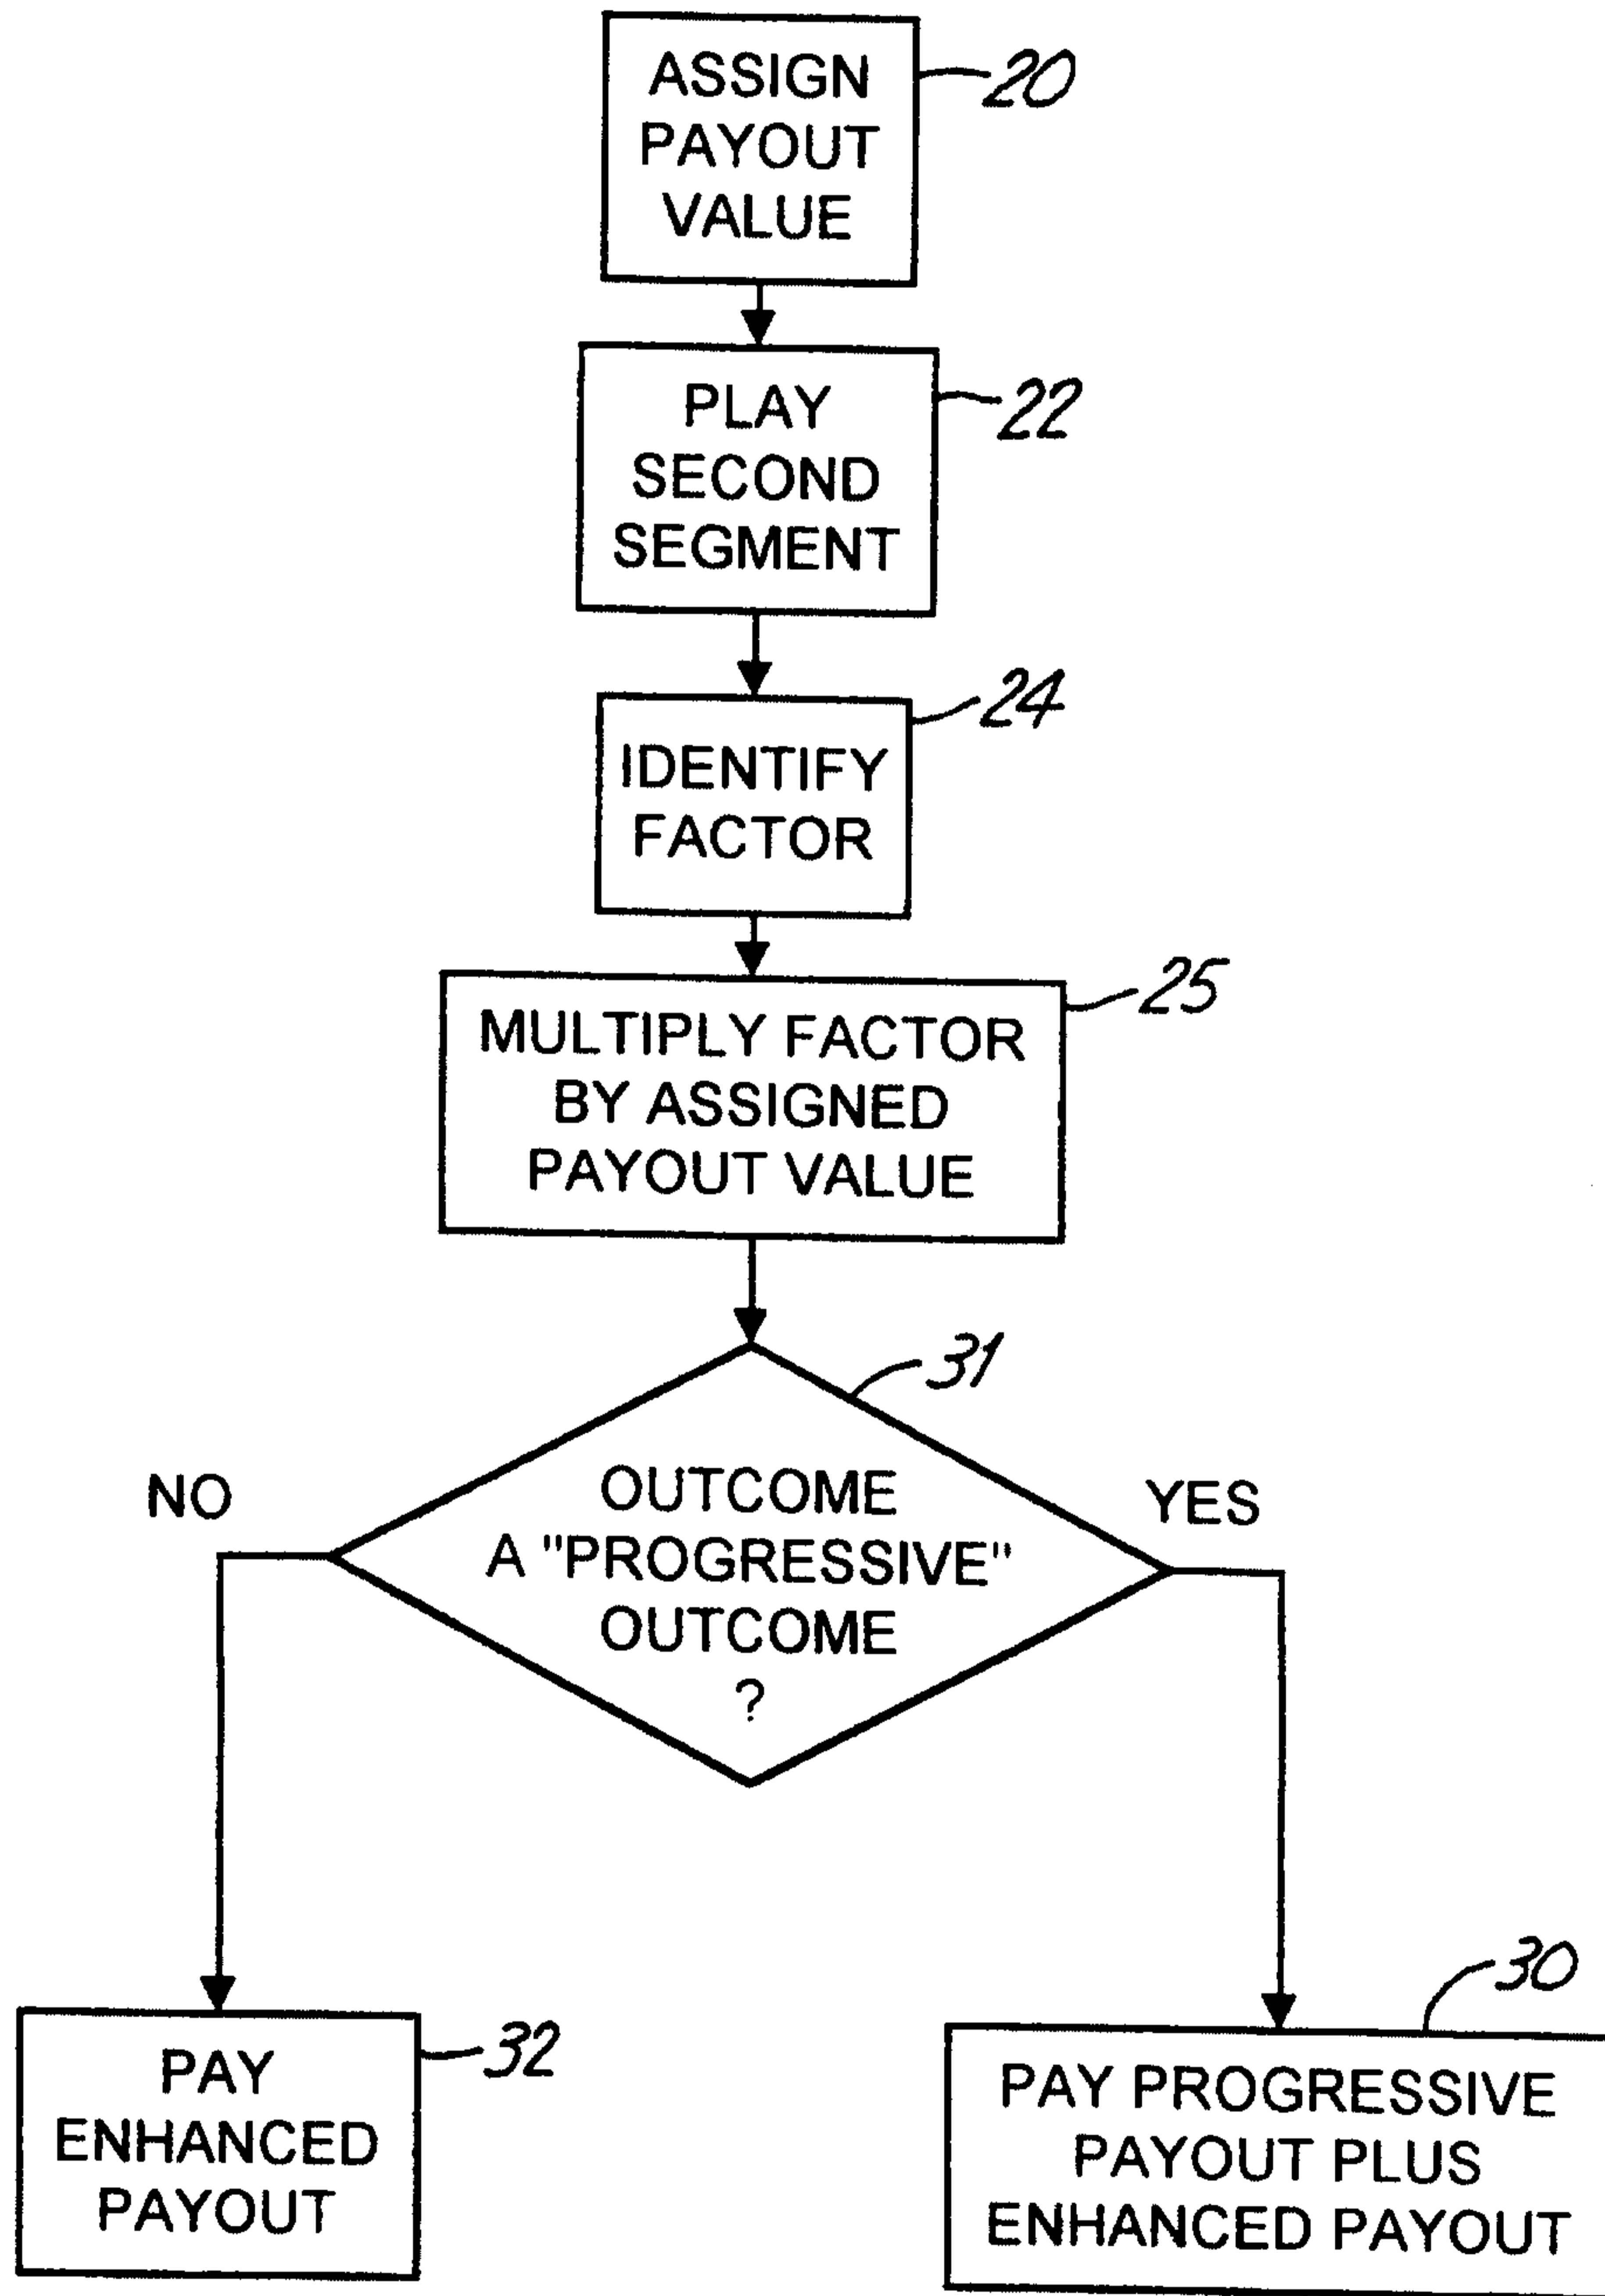 ASSIGN
PAYOUT
VALUE
20
PLAY
SECOND
SEGMENT
22
IDENTIFY
FACTOR
24
MULTIPLY FACTOR
BY ASSIGNED
PAYOUT VALUE
25
OUTCOME
A "PROGRESSIVE"
OUTCOME
?
31
NO
YES
PAY
ENHANCED
PAYOUT
32
PAY PROGRESSIVE
PAYOUT PLUS
ENHANCED PAYOUT
30